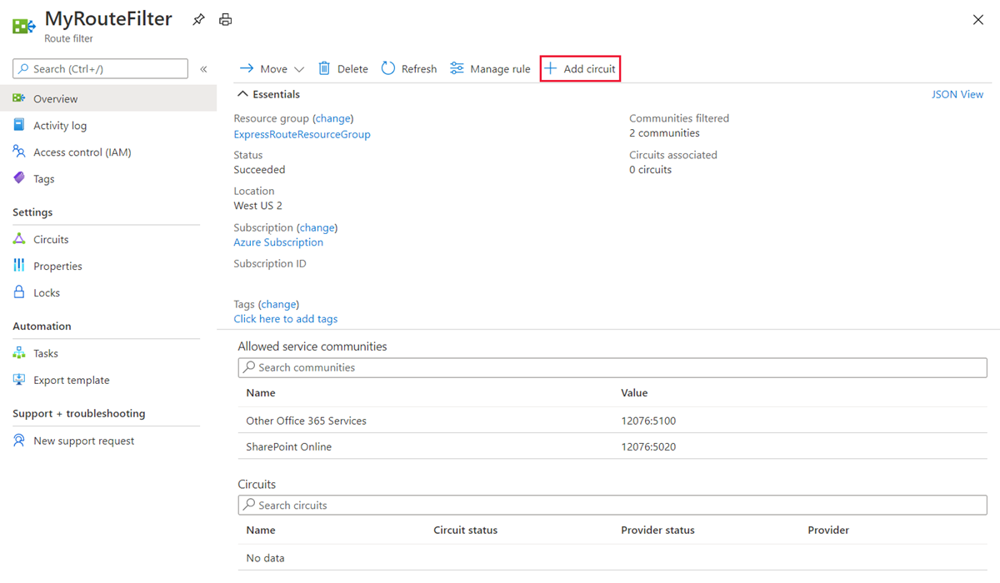 MyRouteFilter
Route filter
Search (Ctrl+/)
«
Overview
Activity log
Access control (IAM)
Tags
Settings
Circuits
Properties
Locks
Automation
Tasks
Export template
Support + troubleshooting
New support request
Move Delete Refresh Manage rule Add circuit
Essentials JSON View
Resource group (change)
ExpressRouteResourceGroup
Status
Succeeded
Location
West US 2
Subscription (change)
Azure Subscription
Subscription ID
Tags (change)
Click here to add tags
Communities filtered
2 communities
Circuits associated
0 circuits
Allowed service communities
Search communities
Name Value
Other Office 365 Services 12076:5100
SharePoint Online 12076:5020
Circuits
Search circuits
Name Circuit status Provider status Provider
No data